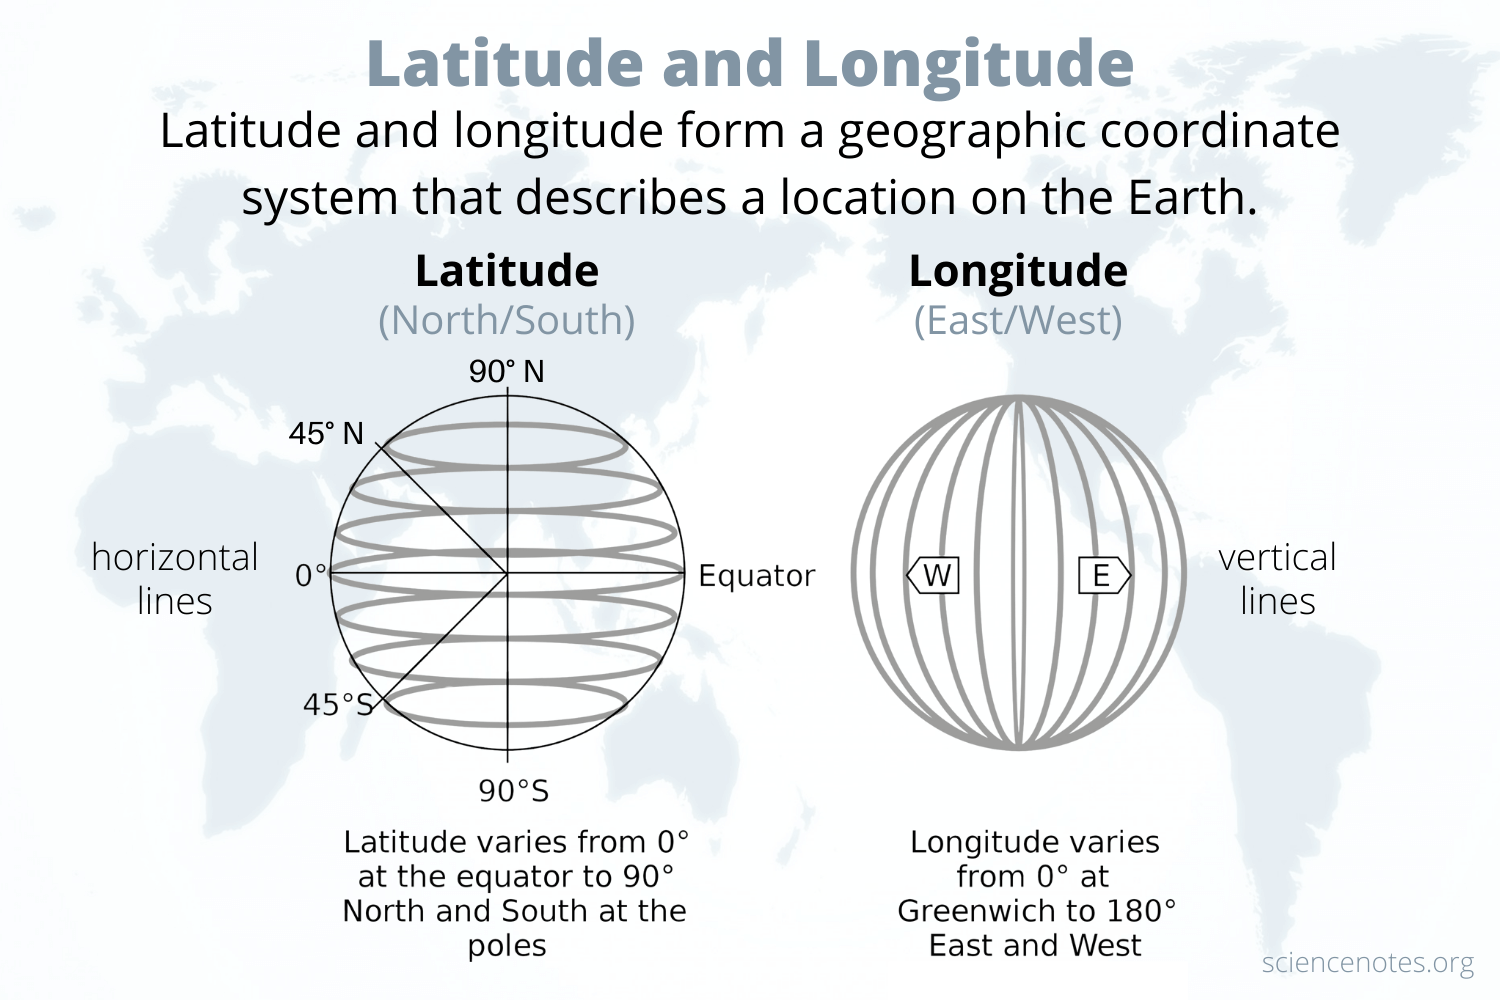 Latitude and Longitude
Latitude and longitude form a geographic coordinate
system that describes a location on the Earth.
Latitude
(North/South)
90° N
45° N
horizontal
lines
0°
Equator
45°S
90°S
Latitude varies from 0°
at the equator to 90°
North and South at the
poles
Longitude
(East/West)
W
E
vertical
lines
Longitude varies
from 0° at
Greenwich to 180°
East and West
sciencenotes.org